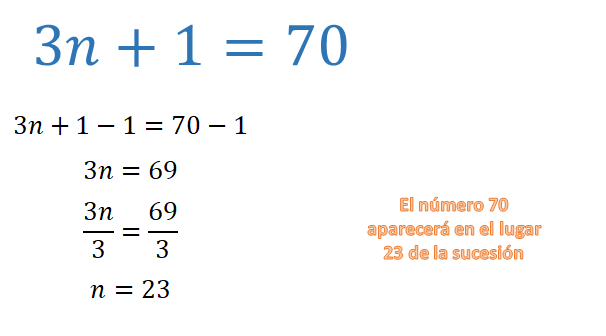 3n + 1 = 70
3n + 1 − 1 = 70 − 1
3n = 69
3n/3 = 69/3
n = 23
El número 70
aparecerá en el lugar
23 de la sucesión